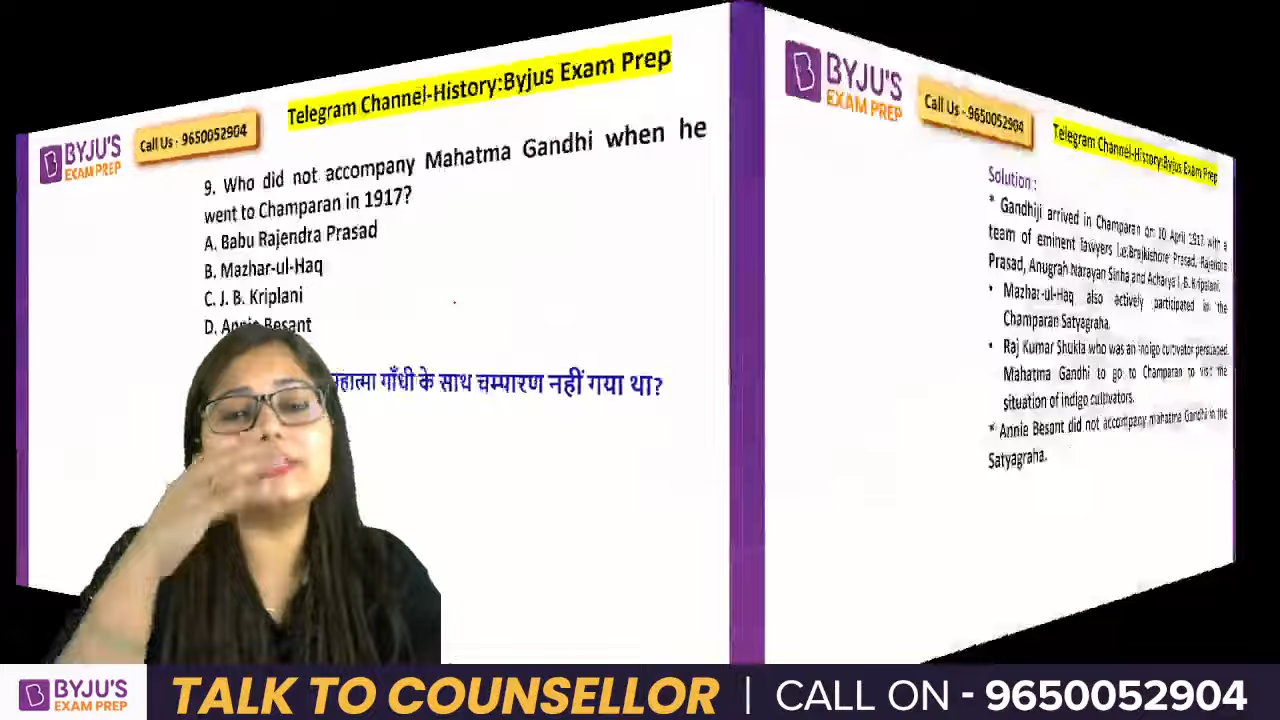 BYJU'S
EXAM PREP
Call Us - 9650052904
Telegram Channel-History:Byjus Exam Prep
9. Who did not accompany Mahatma Gandhi when he
went to Champaran in 1917?
A. Babu Rajendra Prasad
B. Mazhar-ul-Haq
C. J. B. Kriplani
D. Annie Besant
महात्मा गाँधी के साथ चम्पारण नहीं गया था?
BYJU'S
EXAM PREP
Call Us - 9650052904
Telegram Channel-History:Byjus Exam Prep
Solution :
* Gandhiji arrived in Champaran on 10 April 1917 with a
team of eminent lawyers i.e.Brajkishore Prasad, Rajendra
Prasad, Anugrah Narayan Sinha and Acharya J. B. Kripalani.
• Mazhar-ul-Haq also actively participated in the
Champaran Satyagraha.
• Raj Kumar Shukla who was an indigo cultivator persuaded
Mahatma Gandhi to go to Champaran to visit the
situation of indigo cultivators.
* Annie Besant did not accompany mahatma Gandhi in the
Satyagraha.
BYJU'S
EXAM PREP
TALK TO COUNSELLOR | CALL ON - 9650052904